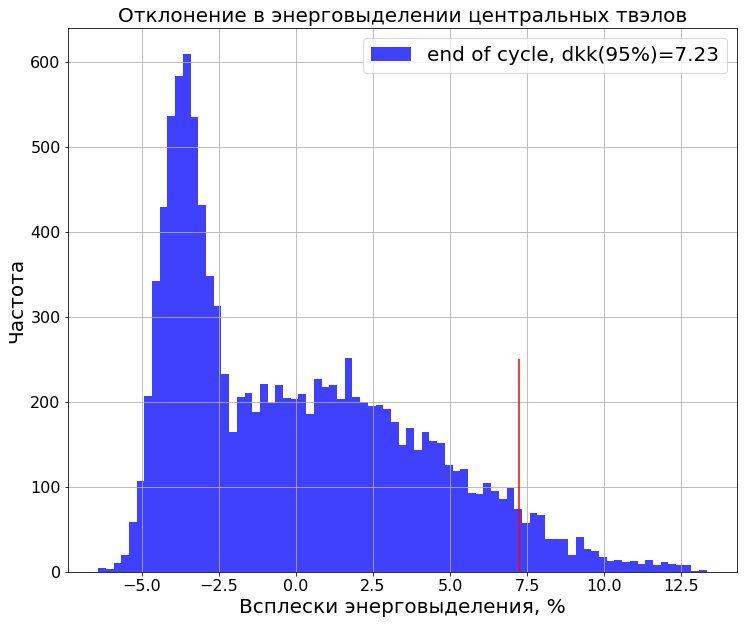 Отклонение в энерговыделении центральных твэлов
end of cycle, dkk(95%)=7.23
Частота
600
500
400
300
200
100
0
−5.0 −2.5 0.0 2.5 5.0 7.5 10.0 12.5
Всплески энерговыделения, %